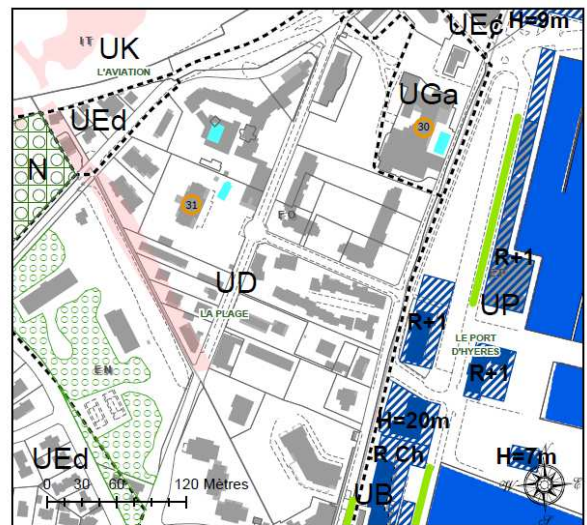 UEc
H=9m
IT
UK
L'AVIATION
UGa
UEd
30
N
31
R+1
UD
UP
LA PLAGE
R+1
LE PORT
D'HYERES
R+1
EN
H=20m
R.Ch
UEd
H=7m
0 30 60 120 Mètres
UB